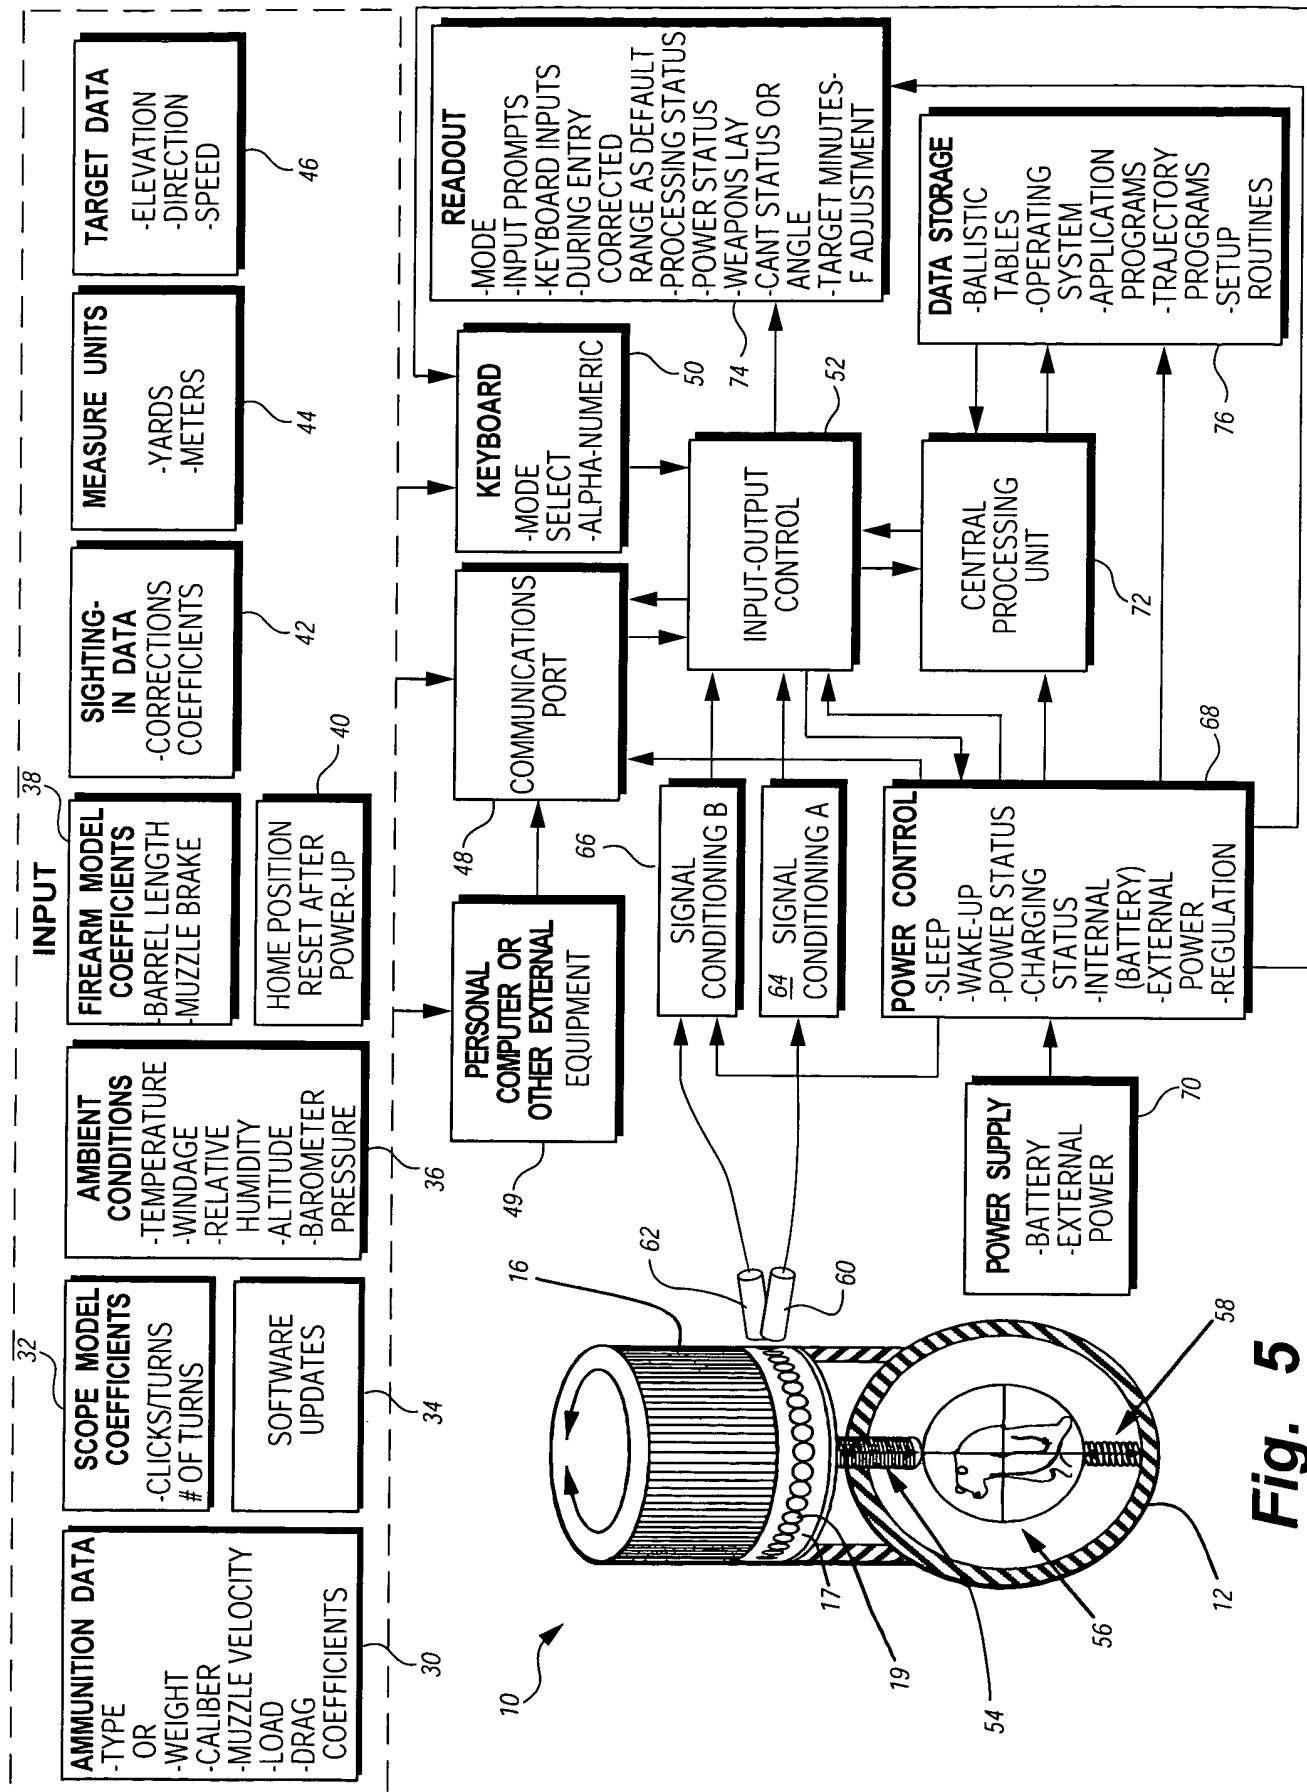 INPUT
AMMUNITION DATA
-TYPE
OR
-WEIGHT
-CALIBER
-MUZZLE VELOCITY
-LOAD
-DRAG
COEFFICIENTS
30
32
SCOPE MODEL
COEFFICIENTS
-CLICKS/TURNS
# OF TURNS
SOFTWARE
UPDATES
34
AMBIENT
CONDITIONS
-TEMPERATURE
-WINDAGE
-RELATIVE
HUMIDITY
-ALTITUDE
-BAROMETER
PRESSURE
36
38
FIREARM MODEL
COEFFICIENTS
-BARREL LENGTH
-MUZZLE BRAKE
HOME POSITION
RESET AFTER
POWER-UP
40
SIGHTING-
IN DATA
-CORRECTIONS
COEFFICIENTS
42
MEASURE UNITS
-YARDS
-METERS
44
TARGET DATA
-ELEVATION
-DIRECTION
-SPEED
46
PERSONAL
COMPUTER OR
OTHER EXTERNAL
EQUIPMENT
49
COMMUNICATIONS
PORT
48
KEYBOARD
-MODE
SELECT
-ALPHA-NUMERIC
50
READOUT
-MODE
-INPUT PROMPTS
-KEYBOARD INPUTS
-DURING ENTRY
CORRECTED
RANGE AS DEFAULT
-PROCESSING STATUS
-POWER STATUS
-WEAPONS LAY
-CANT STATUS OR
ANGLE
-TARGET MINUTES-
F ADJUSTMENT
74
SIGNAL
CONDITIONING B
66
64 SIGNAL
CONDITIONING A
INPUT-OUTPUT
CONTROL
52
CENTRAL
PROCESSING
UNIT
72
DATA STORAGE
-BALLISTIC
TABLES
-OPERATING
SYSTEM
-APPLICATION
PROGRAMS
-TRAJECTORY
PROGRAMS
-SETUP
ROUTINES
76
POWER CONTROL
-SLEEP
-WAKE-UP
-POWER STATUS
-CHARGING
STATUS
-INTERNAL
(BATTERY)
-EXTERNAL
POWER
-REGULATION
68
POWER SUPPLY
-BATTERY
-EXTERNAL
POWER
70
10
16
62
60
17
19
54
56
12
58
Fig. 5